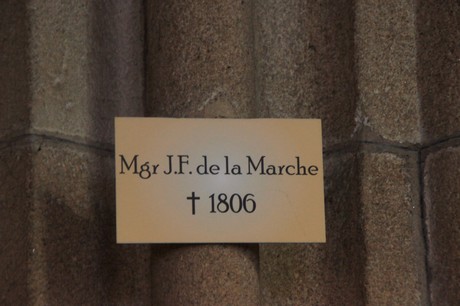 Mgr J.F. de la Marche
✝ 1806